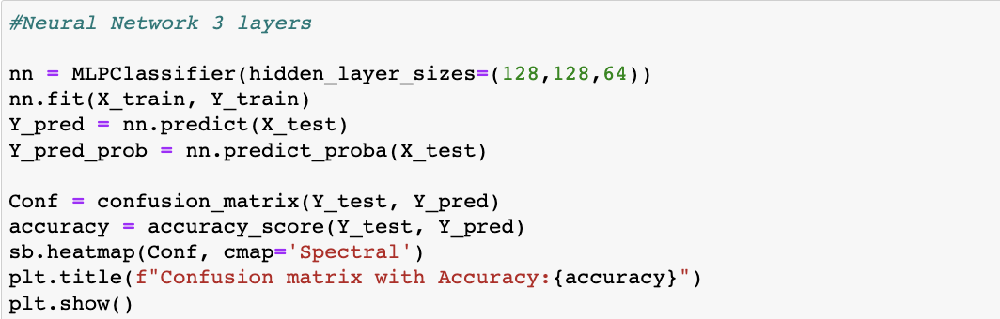 #Neural Network 3 layers
nn = MLPClassifier(hidden_layer_sizes=(128,128,64))
nn.fit(X_train, Y_train)
Y_pred = nn.predict(X_test)
Y_pred_prob = nn.predict_proba(X_test)
Conf = confusion_matrix(Y_test, Y_pred)
accuracy = accuracy_score(Y_test, Y_pred)
sb.heatmap(Conf, cmap='Spectral')
plt.title(f"Confusion matrix with Accuracy:{accuracy}")
plt.show()